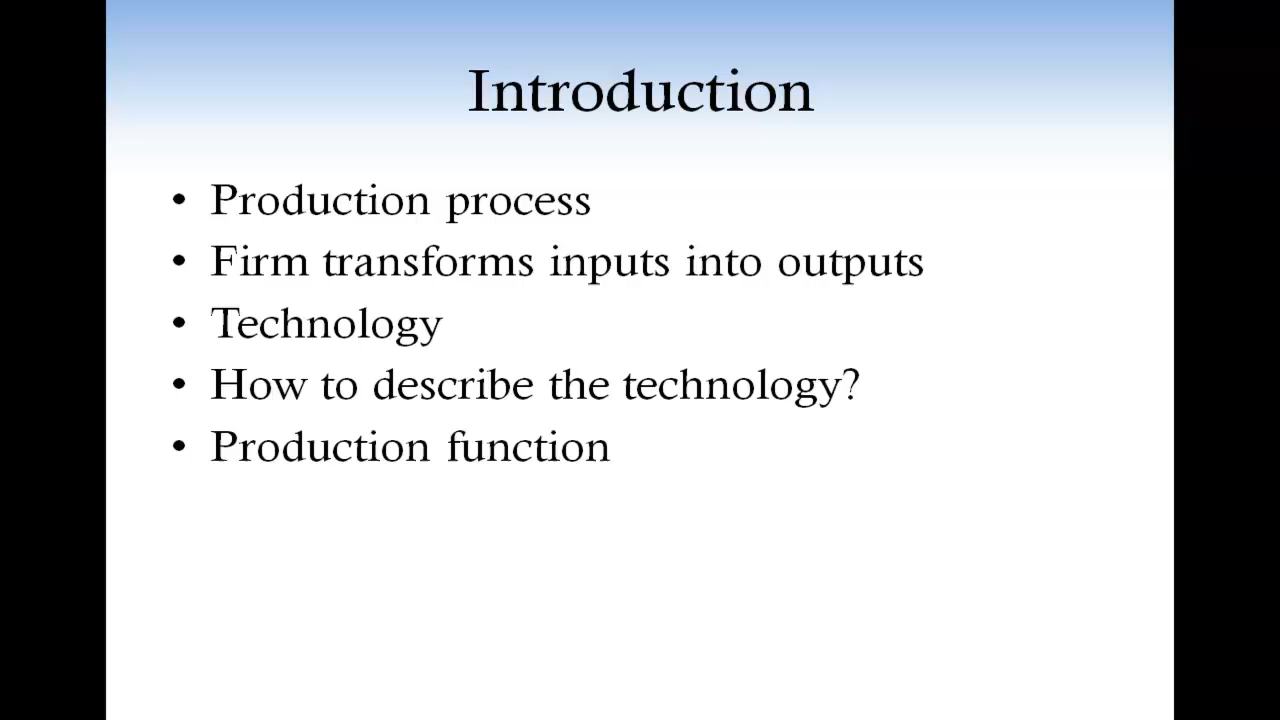 Introduction
• Production process
• Firm transforms inputs into outputs
• Technology
• How to describe the technology?
• Production function